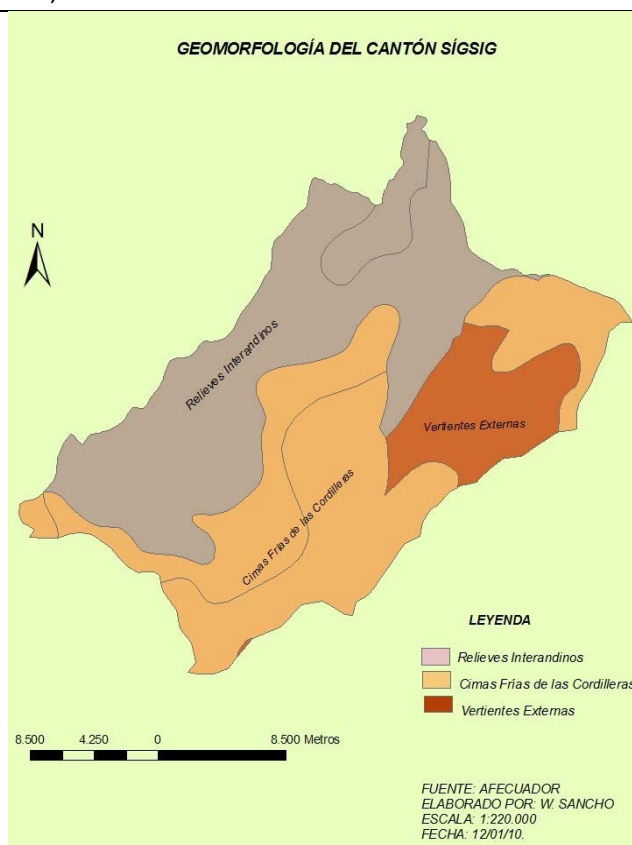 GEOMORFOLOGÍA DEL CANTÓN SÍGSIG
N
Relieves Interandinos
Vertientes Externas
Cimas Frías de las Cordilleras
LEYENDA
Relieves Interandinos
Cimas Frías de las Cordilleras
Vertientes Externas
8.500 4.250 0 8.500 Metros
FUENTE: AFECUADOR
ELABORADO POR: W. SANCHO
ESCALA: 1:220.000
FECHA: 12/01/10.